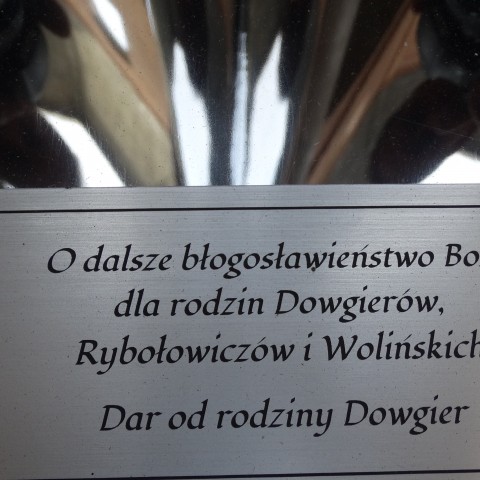 O dalsze błogosławieństwo Bo
dla rodzin Dowgierów,
Rybołowiczów i Wolińskich
Dar od rodziny Dowgier